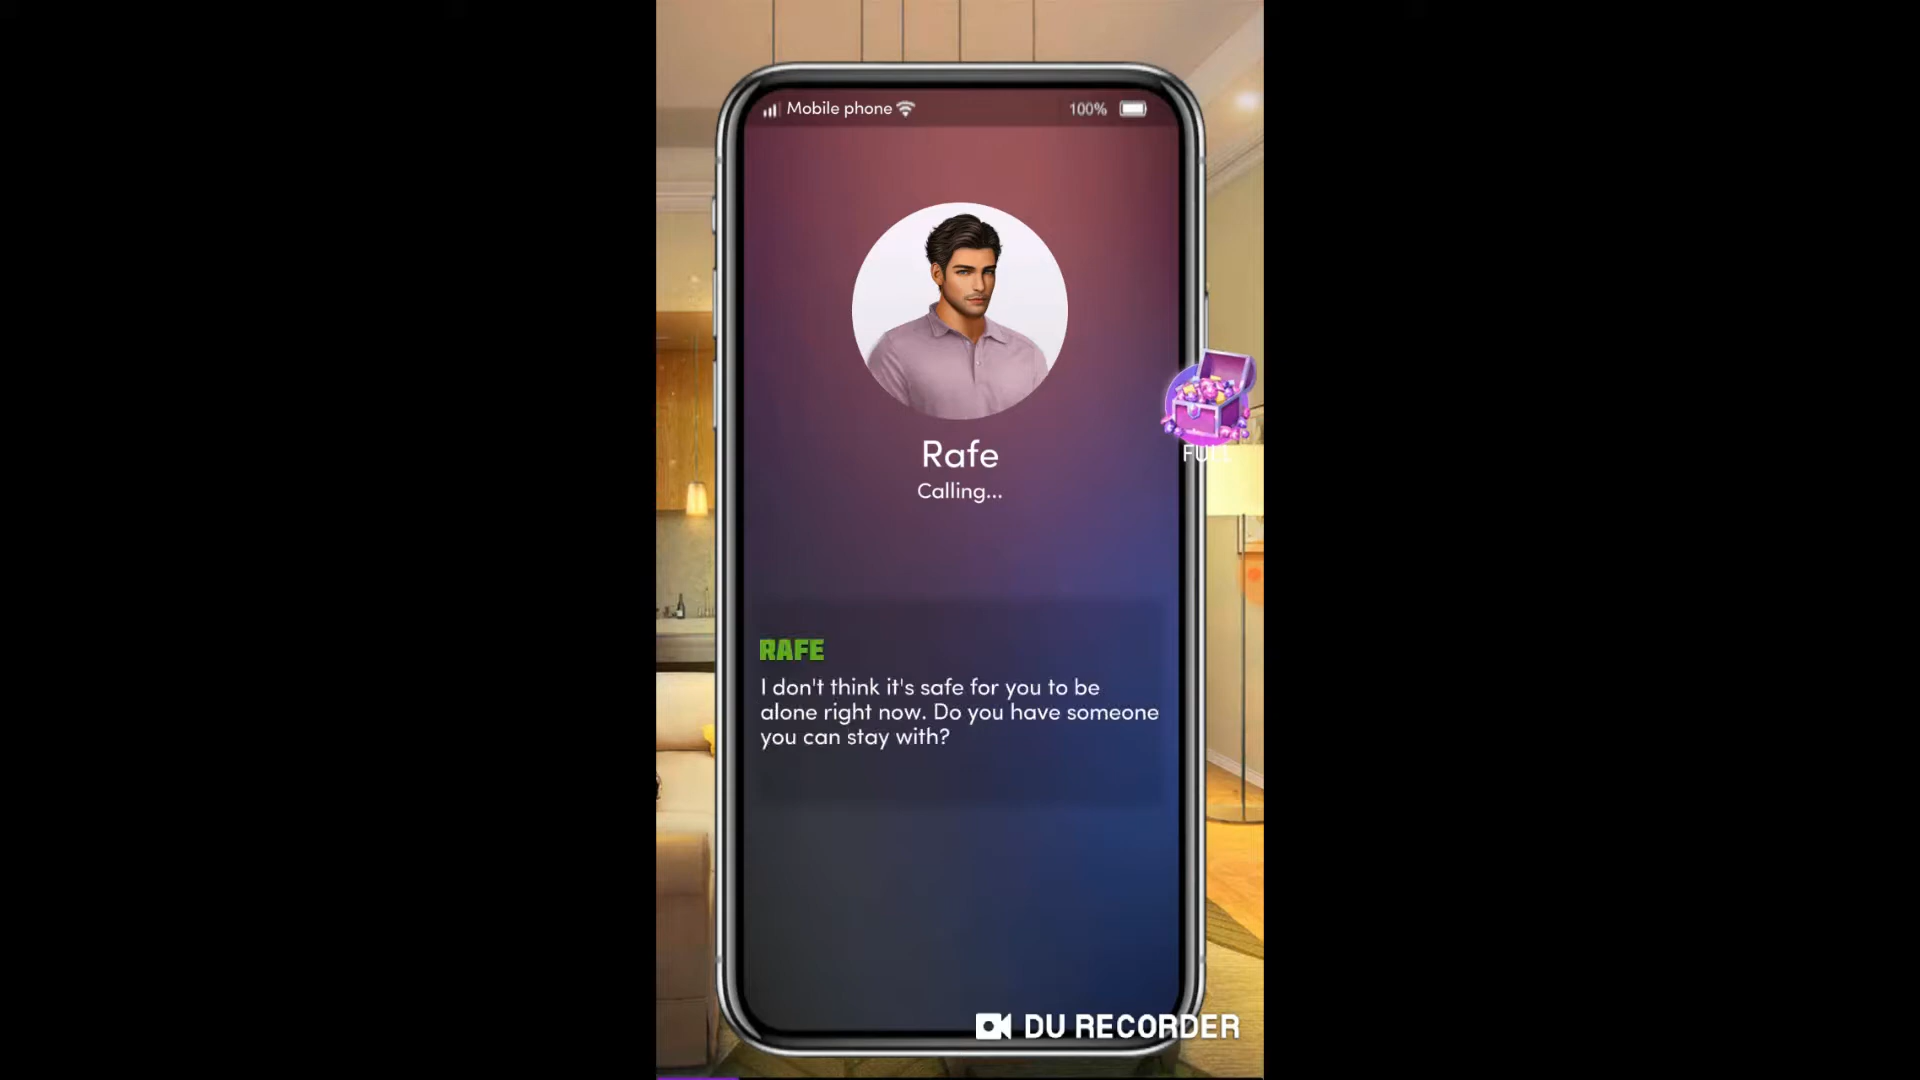 Mobile phone
100%
Rafe
Calling...
FULL
RAFE
I don't think it's safe for you to be
alone right now. Do you have someone
you can stay with?
DU RECORDER